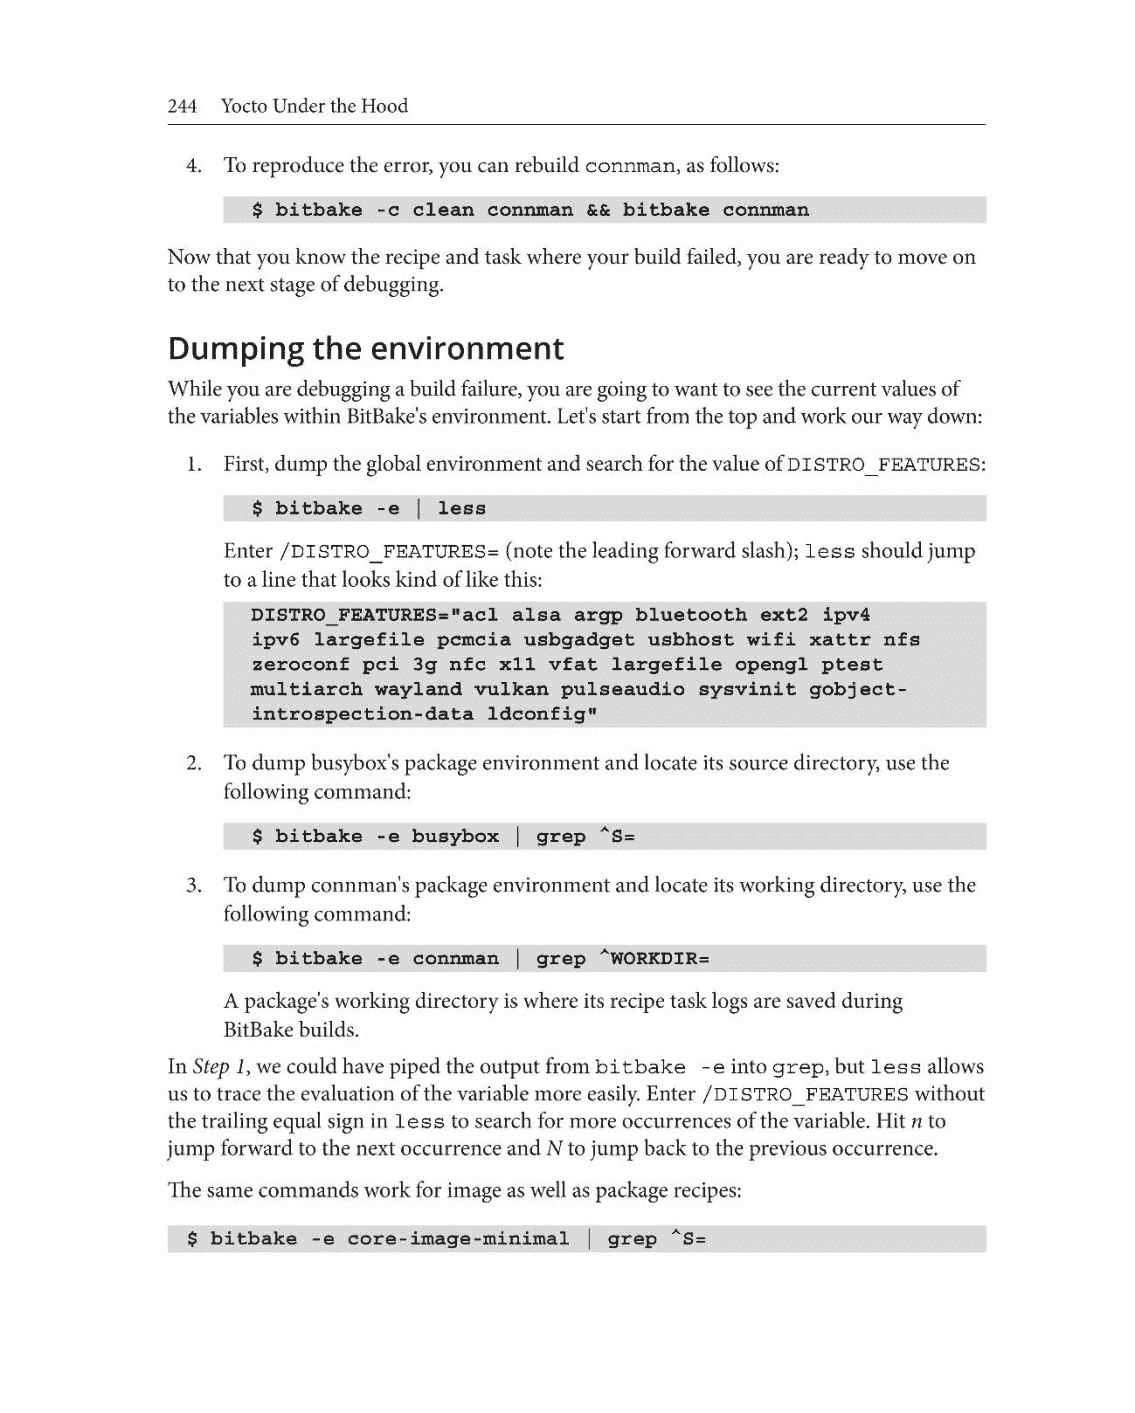 244 Yocto Under the Hood
4. To reproduce the error, you can rebuild connman, as follows:
$ bitbake -c clean connman && bitbake connman
Now that you know the recipe and task where your build failed, you are ready to move on
to the next stage of debugging.
Dumping the environment
While you are debugging a build failure, you are going to want to see the current values of
the variables within BitBake's environment. Let's start from the top and work our way down:
1. First, dump the global environment and search for the value of DISTRO_FEATURES:
$ bitbake -e | less
Enter /DISTRO_FEATURES= (note the leading forward slash); less should jump
to a line that looks kind of like this:
DISTRO_FEATURES="acl alsa argp bluetooth ext2 ipv4
ipv6 largefile pcmcia usbgadget usbhost wifi xattr nfs
zeroconf pci 3g nfc x11 vfat largefile opengl ptest
multiarch wayland vulkan pulseaudio sysvinit gobject-
introspection-data ldconfig"
2. To dump busybox's package environment and locate its source directory, use the
following command:
$ bitbake -e busybox | grep ^S=
3. To dump connman's package environment and locate its working directory, use the
following command:
$ bitbake -e connman | grep ^WORKDIR=
A package's working directory is where its recipe task logs are saved during
BitBake builds.
In Step 1, we could have piped the output from bitbake -e into grep, but less allows
us to trace the evaluation of the variable more easily. Enter /DISTRO_FEATURES without
the trailing equal sign in less to search for more occurrences of the variable. Hit n to
jump forward to the next occurrence and N to jump back to the previous occurrence.
The same commands work for image as well as package recipes:
$ bitbake -e core-image-minimal | grep ^S=